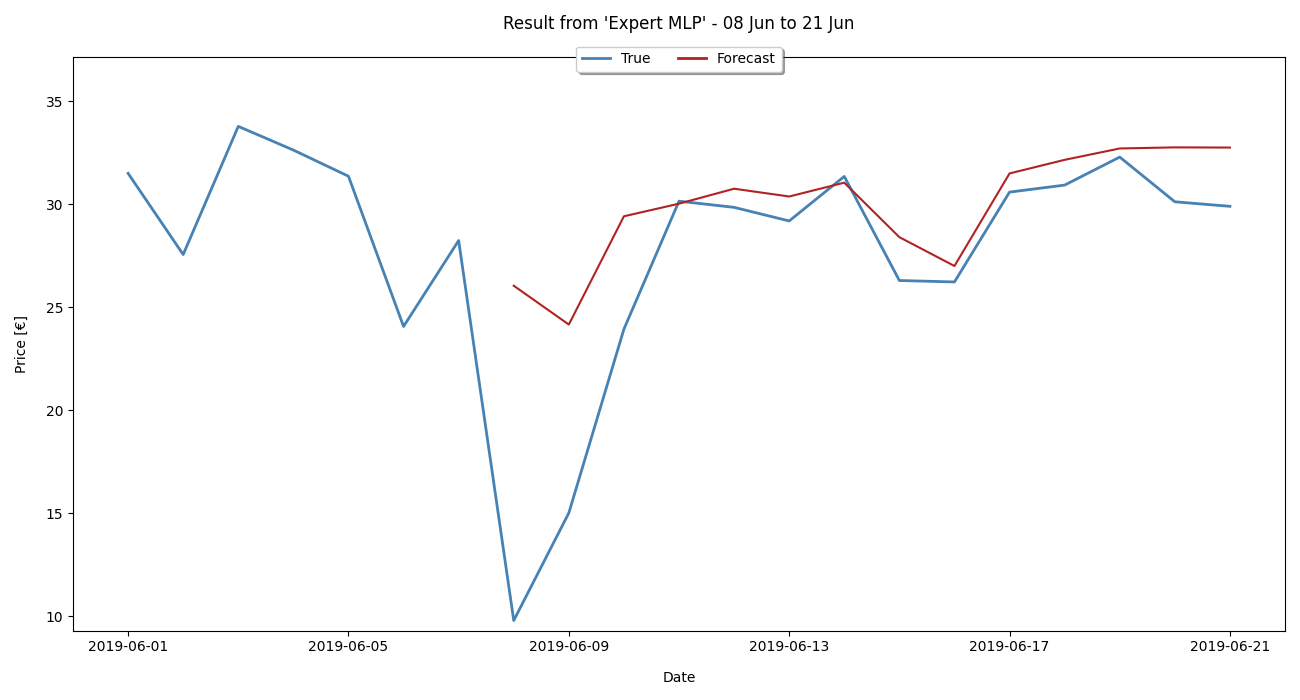 Result from 'Expert MLP' - 08 Jun to 21 Jun
True Forecast
35
30
25
20
15
10
Price [€]
2019-06-01 2019-06-05 2019-06-09 2019-06-13 2019-06-17 2019-06-21
Date